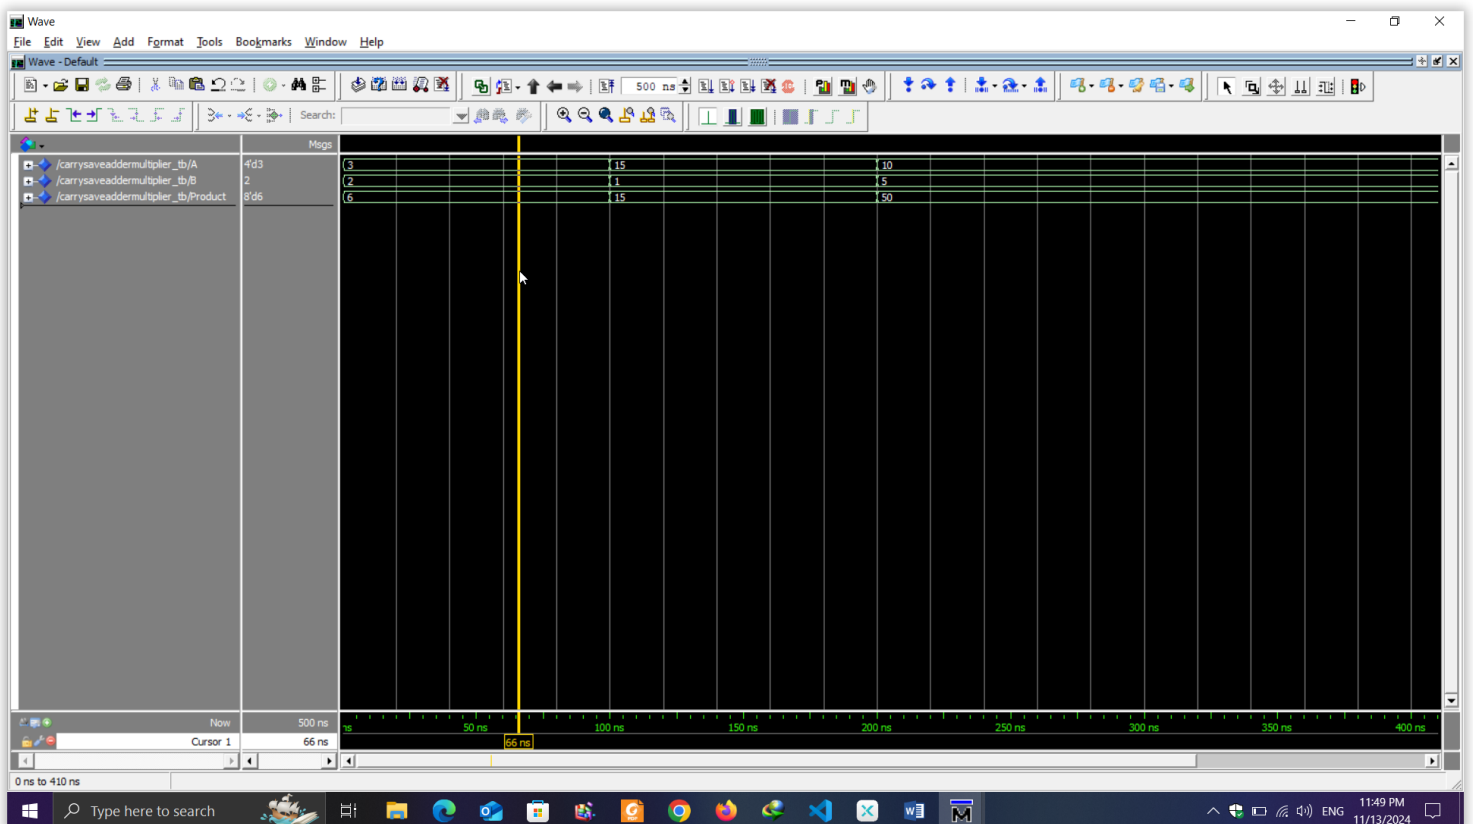 Wave
File Edit View Add Format Tools Bookmarks Window Help
Wave - Default
500 ns
Search:
Msgs
/carrysaveaddermultiplier_tb/A 4'd3 3 15 10
/carrysaveaddermultiplier_tb/B 2 2 1 5
/carrysaveaddermultiplier_tb/Product 8'd6 6 15 50
Now 500 ns ns 50 ns 100 ns 150 ns 200 ns 250 ns 300 ns 350 ns 400 ns
Cursor 1 66 ns 66 ns
0 ns to 410 ns
Type here to search ENG 11:49 PM
11/13/2024